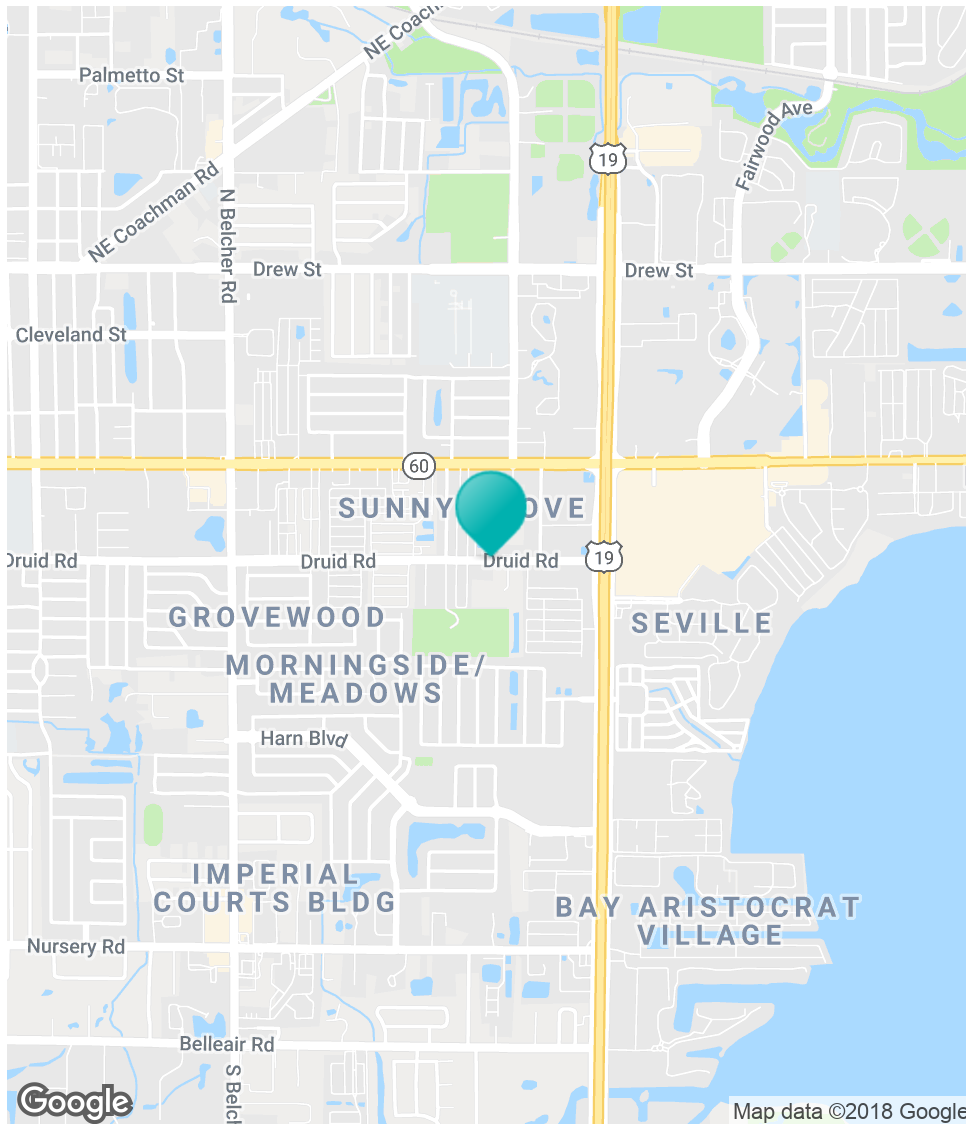 NE Coachm
Palmetto St
19
Fairwood Ave
NE Coachman Rd
N Belcher Rd
Drew St
Drew St
Cleveland St
60
SUNNY OVE
Druid Rd
Druid Rd
Druid Rd
19
GROVEWOOD
SEVILLE
MORNINGSIDE/
MEADOWS
Harn Blvd
IMPERIAL
COURTS BLDG
BAY ARISTOCRAT
VILLAGE
Nursery Rd
Belleair Rd
S Belch
Google
Map data ©2018 Google